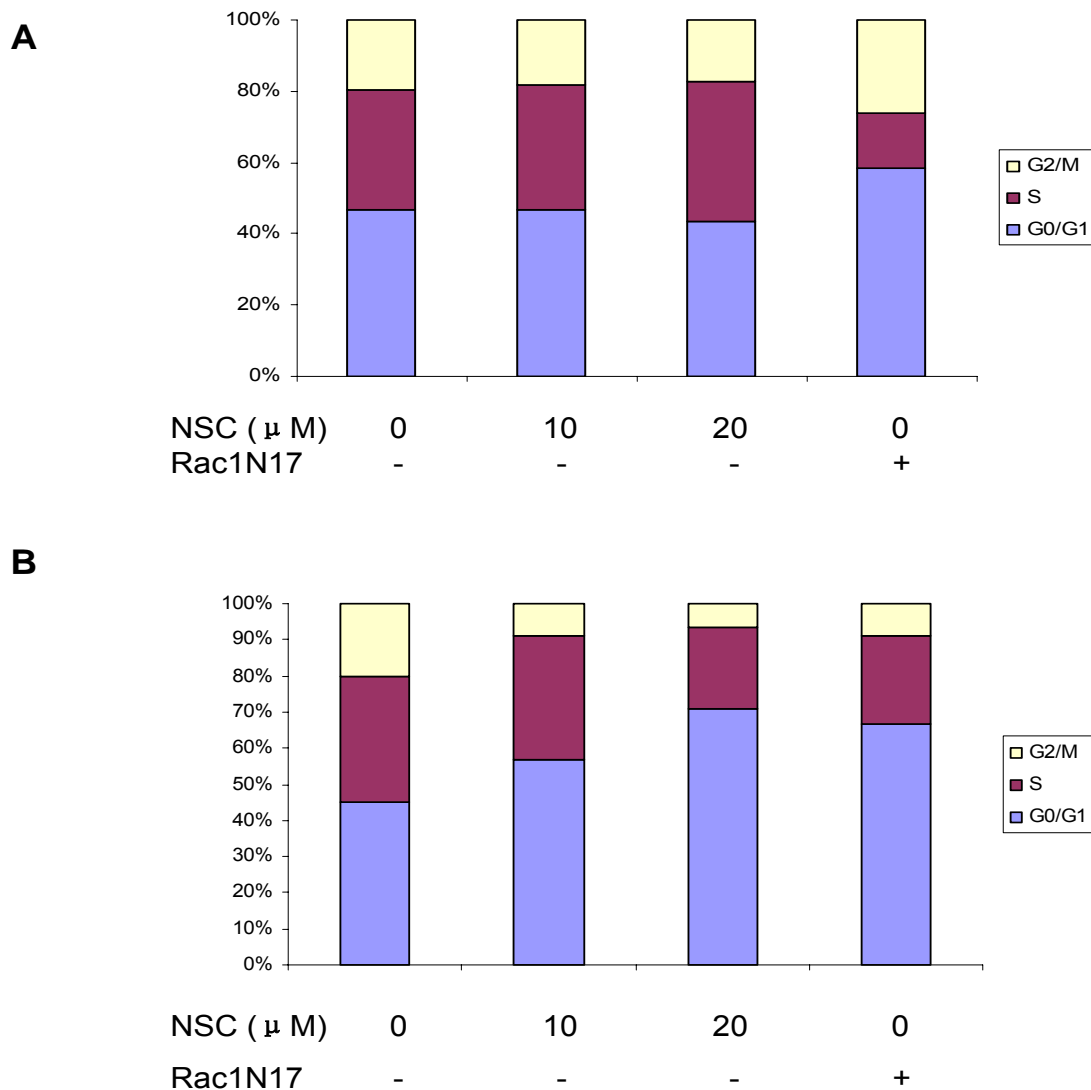 A
100%
80%
60%
40%
20%
0%
G2/M
S
G0/G1
NSC ( μ M) 0 10 20 0
Rac1N17 - - - +
B
100%
90%
80%
70%
60%
50%
40%
30%
20%
10%
0%
G2/M
S
G0/G1
NSC ( μ M) 0 10 20 0
Rac1N17 - - - +